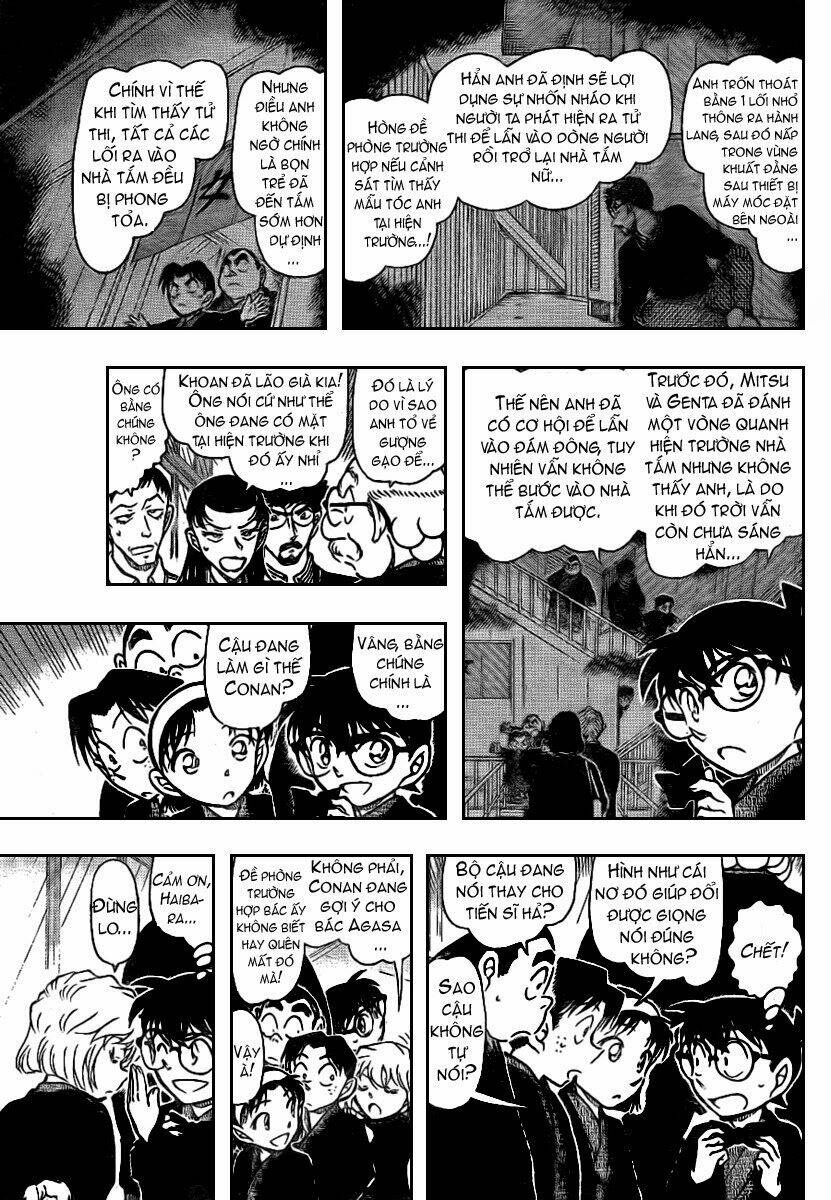 ANH TRỐN THOÁT
BẰNG 1 LỐI NHỎ
THÔNG RA HÀNH
LANG, SAU ĐÓ NẤP
TRONG VÙNG
KHUẤT ĐẰNG
SAU THIẾT BỊ
MÁY MÓC ĐẶT
BÊN NGOÀI
...
HẲN ANH ĐÃ ĐỊNH SẼ LỢI
DỤNG SỰ NHỐN NHÁO KHI
NGƯỜI TA PHÁT HIỆN RA TỬ
THI ĐỂ LẨN VÀO DÒNG NGƯỜI
RỒI TRỞ LẠI NHÀ TẮM
NỮ...
HÒNG ĐỀ
PHÒNG TRƯỜNG
HỢP NẾU CẢNH
SÁT TÌM THẤY
MẪU TÓC ANH
TẠI HIỆN
TRƯỜNG...!
NHƯNG
ĐIỀU ANH
KHÔNG
NGỜ CHÍNH
LÀ BỌN
TRẺ ĐÃ
ĐẾN TẮM
SỚM HƠN
DỰ ĐỊNH
...
CHÍNH VÌ THẾ
KHI TÌM THẤY TỬ
THI, TẤT CẢ CÁC
LỐI RA VÀO
NHÀ TẮM ĐỀU
BỊ PHONG
TỎA.
TRƯỚC ĐÓ, MITSU
VÀ GENTA ĐÃ ĐÁNH
MỘT VÒNG QUANH
HIỆN TRƯỜNG NHÀ
TẮM NHƯNG KHÔNG
THẤY ANH, LÀ DO
KHI ĐÓ TRỜI VẪN
CÒN CHƯA SÁNG
HẲN...
THẾ NÊN ANH ĐÃ
CÓ CƠ HỘI ĐỂ LẨN
VÀO ĐÁM ĐÔNG, TUY
NHIÊN VẪN KHÔNG
THỂ BƯỚC VÀO NHÀ
TẮM ĐƯỢC.
ĐÓ LÀ LÝ
DO VÌ SAO
ANH TỎ VẺ
GƯỢNG
GẠO ĐỂ...
KHOAN ĐÃ LÃO GIÀ KIA!
ÔNG NÓI CỨ NHƯ THỂ
ÔNG ĐANG CÓ MẶT
TẠI HIỆN TRƯỜNG KHI
ĐÓ ẤY NHỈ
...
ÔNG CÓ
BẰNG
CHỨNG
KHÔNG
?
VÂNG, BẰNG
CHỨNG
CHÍNH LÀ
...
CẬU ĐANG
LÀM GÌ THẾ
CONAN?
HÌNH NHƯ CÁI
NƠ ĐÓ GIÚP ĐỔI
ĐƯỢC GIỌNG
NÓI ĐÚNG
KHÔNG?
CHẾT!
BỘ CẬU ĐANG
NÓI THAY CHO
TIẾN SĨ HẢ?
SAO
CẬU
KHÔNG
TỰ
NÓI?
KHÔNG PHẢI,
CONAN ĐANG
GỢI Ý CHO
BÁC AGASA
...
ĐỀ PHÒNG
TRƯỜNG
HỢP BÁC ẤY
KHÔNG BIẾT
HAY QUÊN
MẤT ĐÓ
MÀ!
VẬY
À!
CẢM ƠN,
HAIBA-
RA...
ĐỪNG
LO...